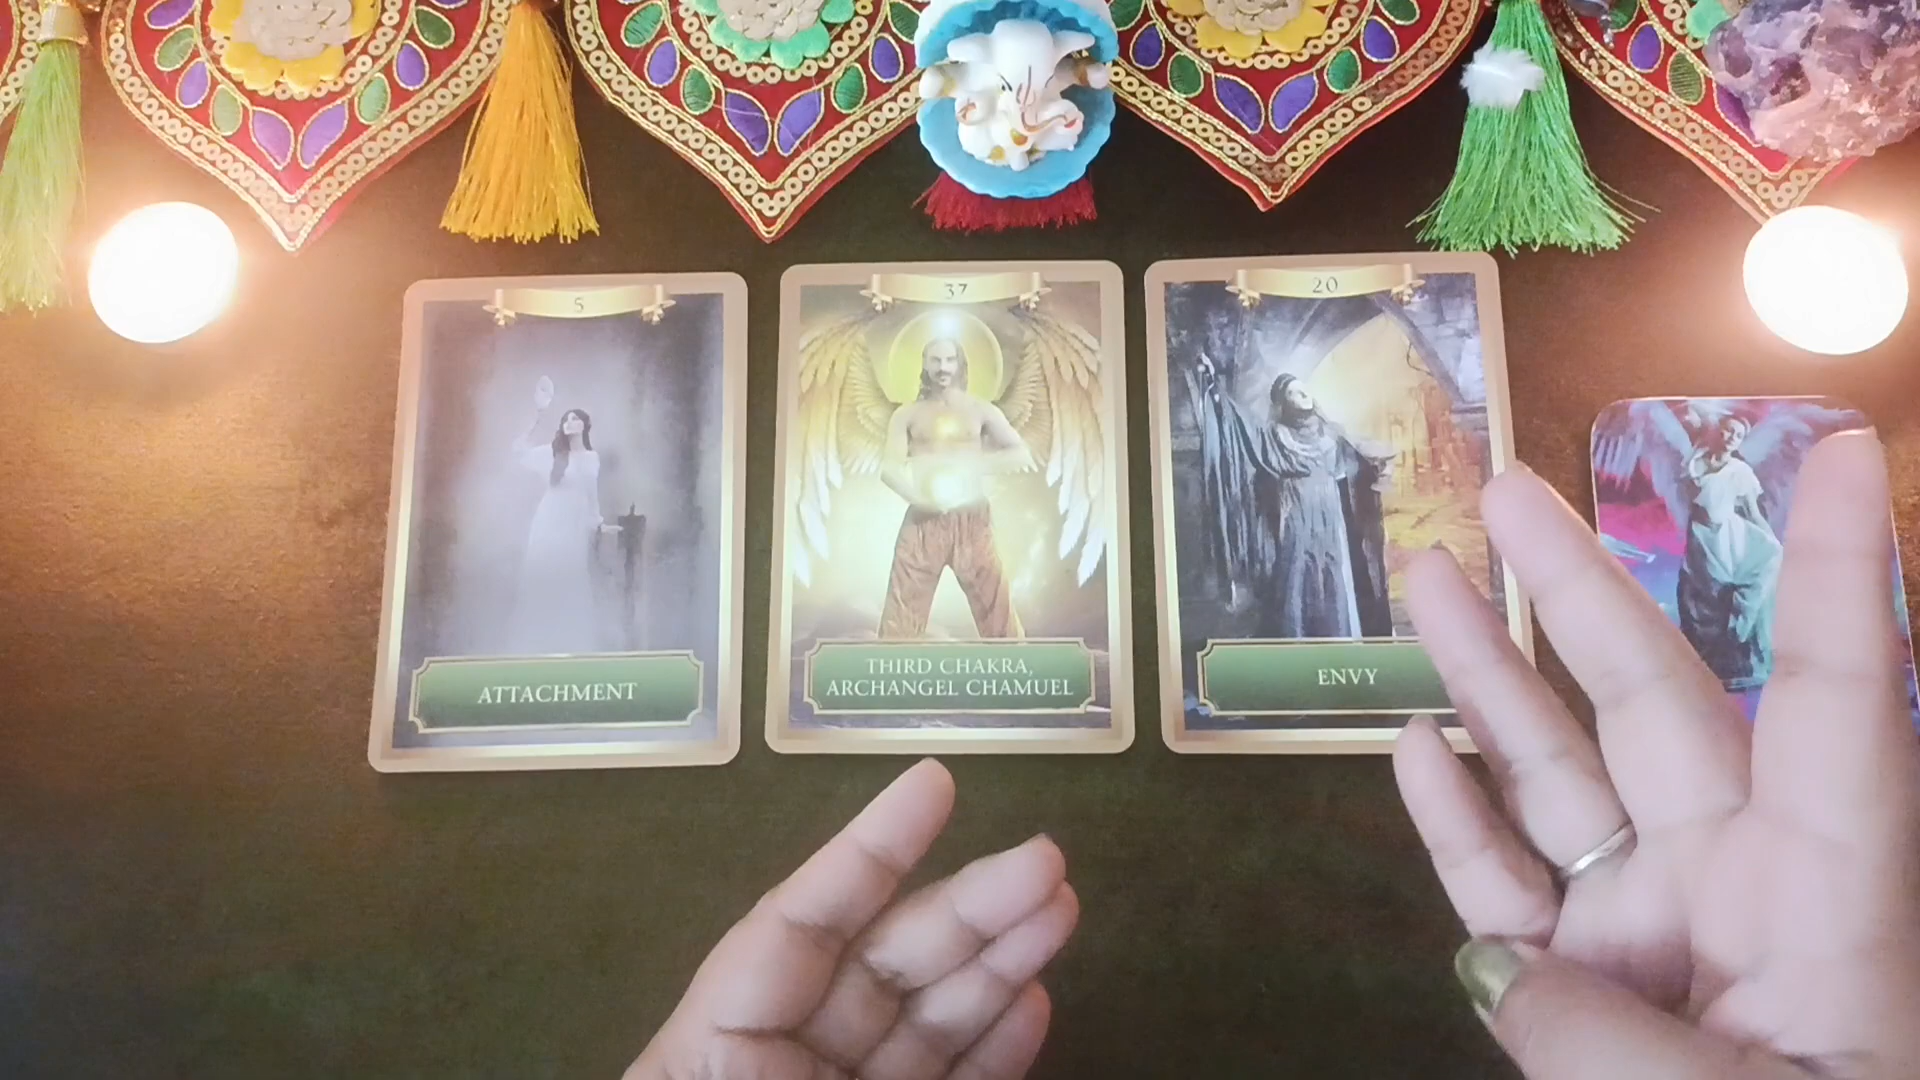 5
ATTACHMENT
37
THIRD CHAKRA,
ARCHANGEL CHAMUEL
20
ENVY